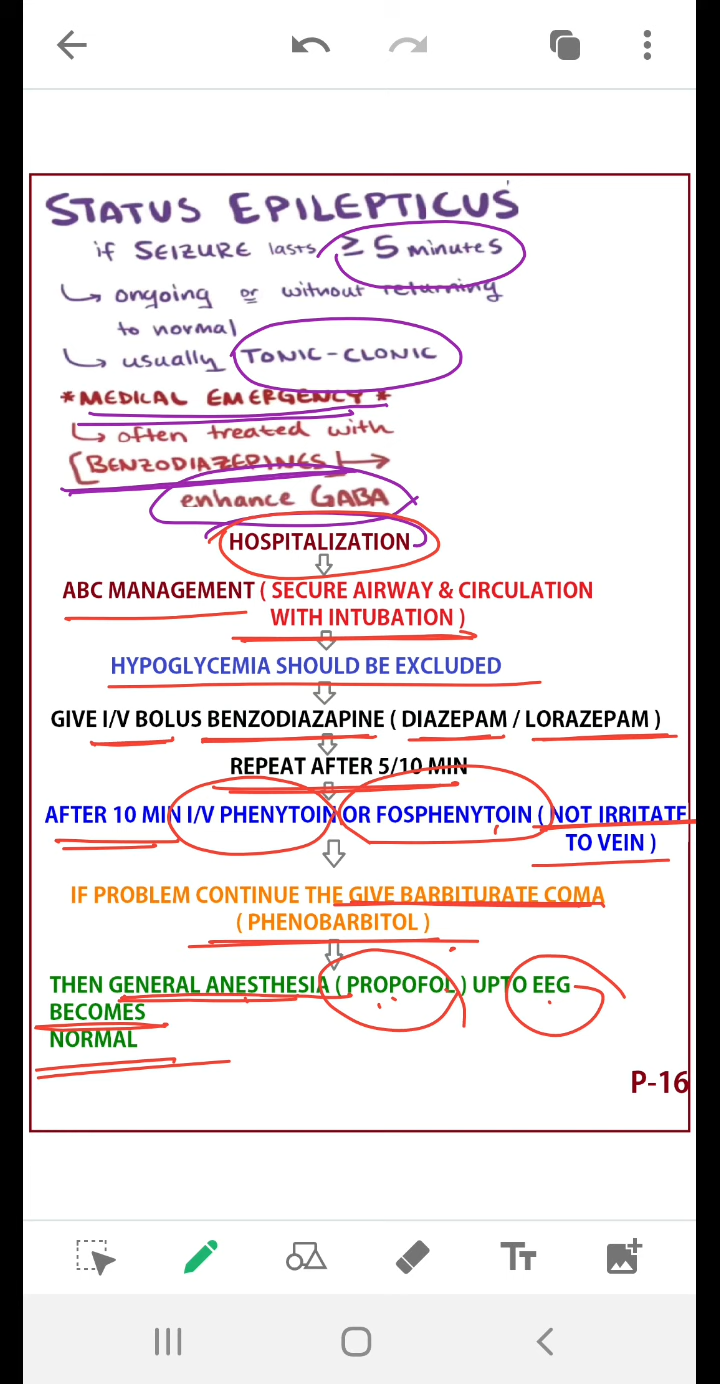 STATUS EPILEPTICUS
if SEIZURE lasts ≥ 5 minutes
↳ ongoing or without returning
to normal
↳ usually TONIC-CLONIC
*MEDICAL EMERGENCY*
↳ often treated with
[BENZODIAZEPINES] →
enhance GABA
HOSPITALIZATION
ABC MANAGEMENT ( SECURE AIRWAY & CIRCULATION
WITH INTUBATION )
HYPOGLYCEMIA SHOULD BE EXCLUDED
GIVE I/V BOLUS BENZODIAZAPINE ( DIAZEPAM / LORAZEPAM )
REPEAT AFTER 5/10 MIN
AFTER 10 MIN I/V PHENYTOIN OR FOSPHENYTOIN ( NOT IRRITATE
TO VEIN )
IF PROBLEM CONTINUE THE GIVE BARBITURATE COMA
( PHENOBARBITOL )
THEN GENERAL ANESTHESIA ( PROPOFOL ) UPTO EEG
BECOMES
NORMAL
P-16
TT